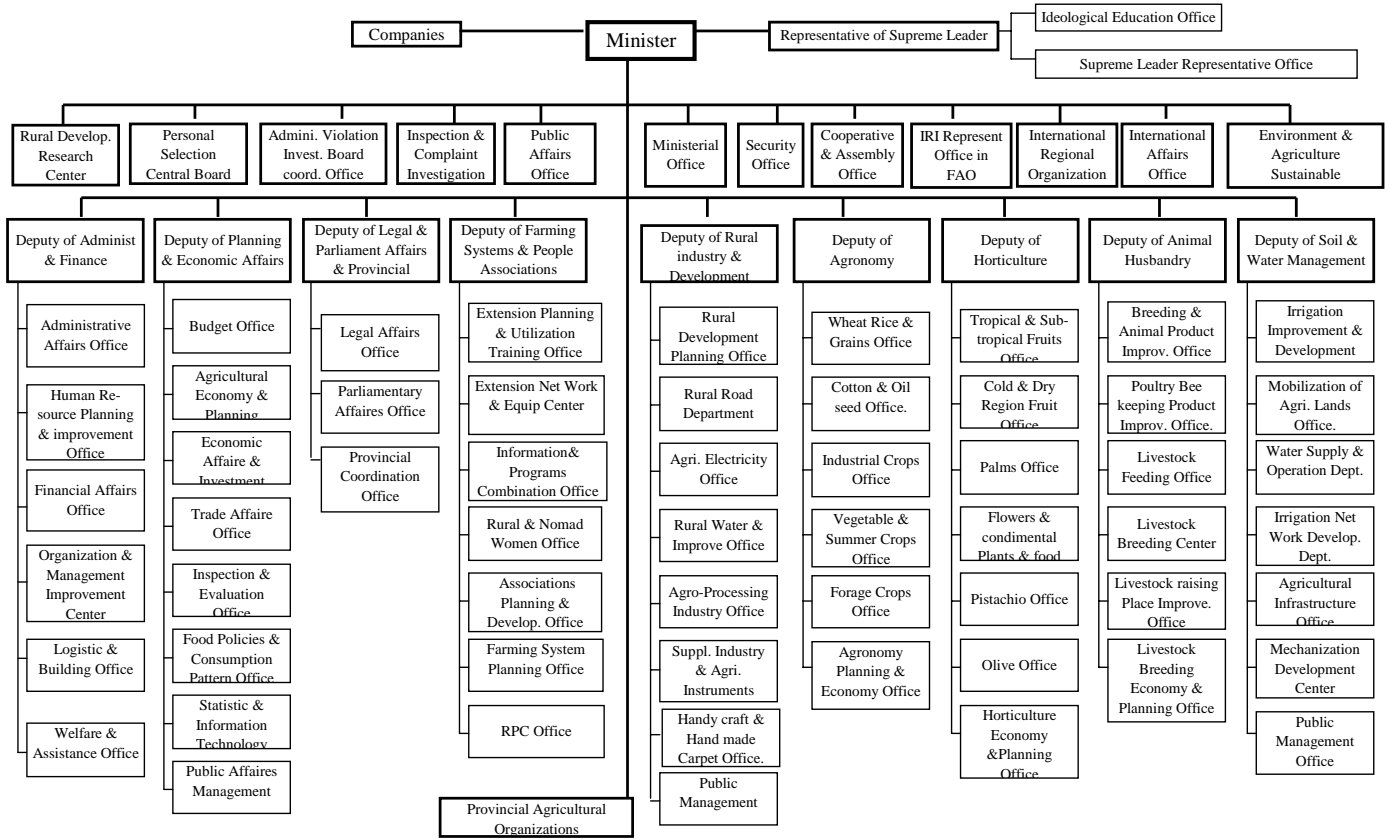 Companies
Minister
Representative of Supreme Leader
Ideological Education Office
Supreme Leader Representative Office
Rural Develop.
Research
Center
Personal
Selection
Central Board
Admini. Violation
Invest. Board
coord. Office
Inspection &
Complaint
Investigation
Public
Affairs
Office
Ministerial
Office
Security
Office
Cooperative
& Assembly
Office
IRI Represent
Office in
FAO
International
Regional
Organization
International
Affairs
Office
Environment &
Agriculture
Sustainable
Deputy of Administ
& Finance
Administrative
Affairs Office
Human Re-
source Planning
& improvement
Office
Financial Affairs
Office
Organization &
Management
Improvement
Center
Logistic &
Building Office
Welfare &
Assistance Office
Deputy of Planning
& Economic Affairs
Budget Office
Agricultural
Economy &
Planning
Economic
Affaire &
Investment
Trade Affaire
Office
Inspection &
Evaluation
Office
Food Policies &
Consumption
Pattern Office
Statistic &
Information
Technology
Public Affaires
Management
Deputy of Legal &
Parliament Affairs
& Provincial
Legal Affairs
Office
Parliamentary
Affaires Office
Provincial
Coordination
Office
Deputy of Farming
Systems & People
Associations
Extension Planning
& Utilization
Training Office
Extension Net Work
& Equip Center
Information&
Programs
Combination Office
Rural & Nomad
Women Office
Associations
Planning &
Develop. Office
Farming System
Planning Office
RPC Office
Deputy of Rural
industry &
Development
Rural
Development
Planning Office
Rural Road
Department
Agri. Electricity
Office
Rural Water &
Improve Office
Agro-Processing
Industry Office
Suppl. Industry
& Agri.
Instruments
Handy craft &
Hand made
Carpet Office.
Public
Management
Deputy of
Agronomy
Wheat Rice &
Grains Office
Cotton & Oil
seed Office.
Industrial Crops
Office
Vegetable &
Summer Crops
Office
Forage Crops
Office
Agronomy
Planning &
Economy Office
Deputy of
Horticulture
Tropical & Sub-
tropical Fruits
Office
Cold & Dry
Region Fruit
Office
Palms Office
Flowers &
condimental
Plants & food
Pistachio Office
Olive Office
Horticulture
Economy
&Planning
Office
Deputy of Animal
Husbandry
Breeding &
Animal Product
Improv. Office
Poultry Bee
keeping Product
Improv. Office.
Livestock
Feeding Office
Livestock
Breeding Center
Livestock raising
Place Improve.
Office
Livestock
Breeding
Economy &
Planning Office
Deputy of Soil &
Water Management
Irrigation
Improvement &
Development
Mobilization of
Agri. Lands
Office.
Water Supply &
Operation Dept.
Irrigation Net
Work Develop.
Dept.
Agricultural
Infrastructure
Office
Mechanization
Development
Center
Public
Management
Office
Provincial Agricultural
Organizations